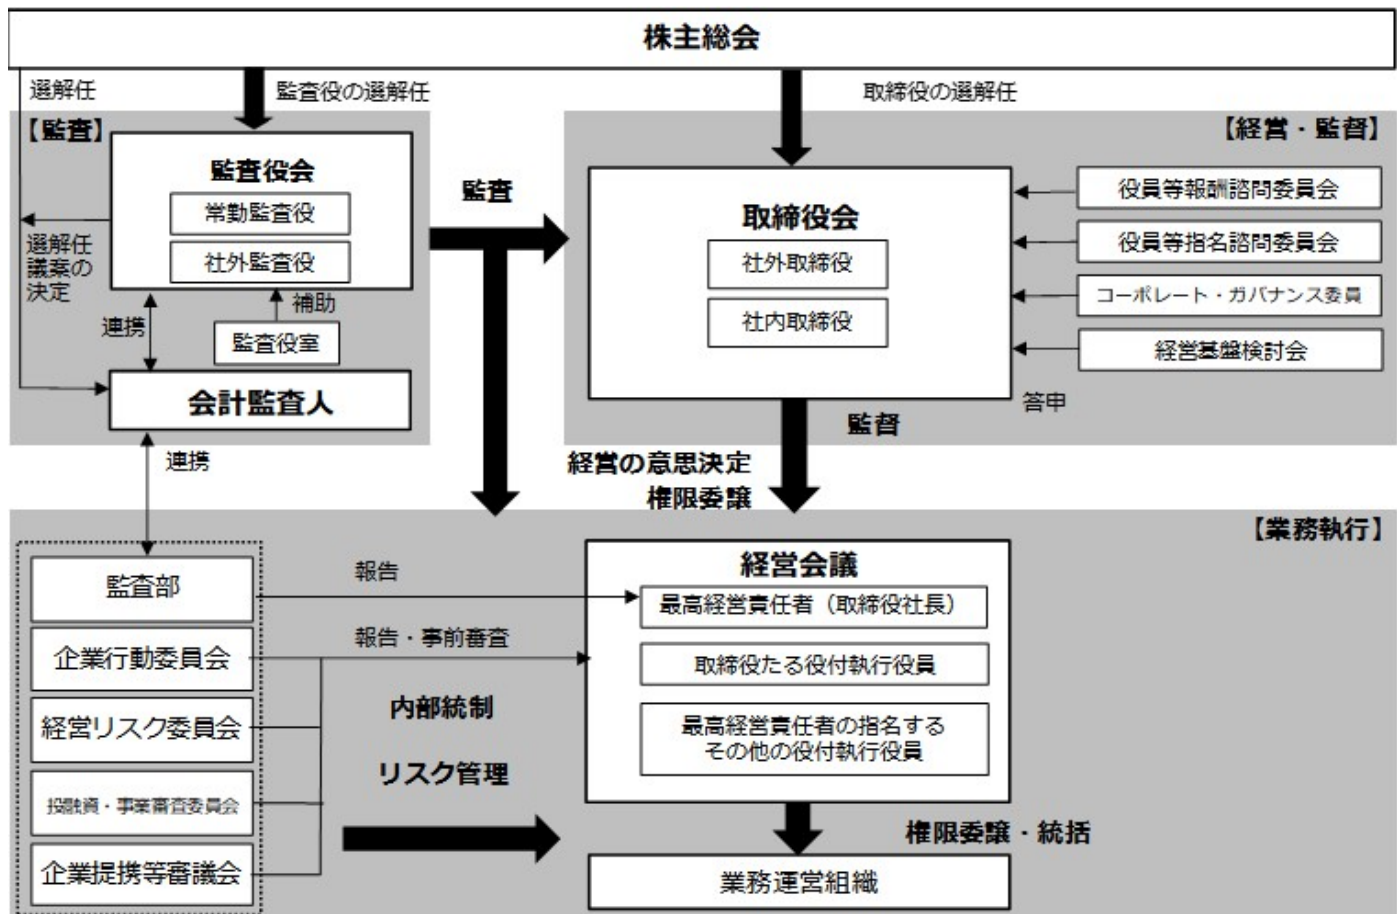 株主総会
選解任
監査役の選解任
取締役の選解任
【監査】
監査役会
常勤監査役
社外監査役
選解任
議案の
決定
連携
補助
監査役室
会計監査人
連携
監査
【経営・監督】
取締役会
社外取締役
社内取締役
役員等報酬諮問委員会
役員等指名諮問委員会
コーポレート・ガバナンス委員
経営基盤検討会
答申
監督
経営の意思決定
権限委譲
【業務執行】
監査部
企業行動委員会
経営リスク委員会
投融資・事業審査委員会
企業提携等審議会
報告
報告・事前審査
内部統制
リスク管理
経営会議
最高経営責任者（取締役社長）
取締役たる役付執行役員
最高経営責任者の指名する
その他の役付執行役員
権限委譲・統括
業務運営組織